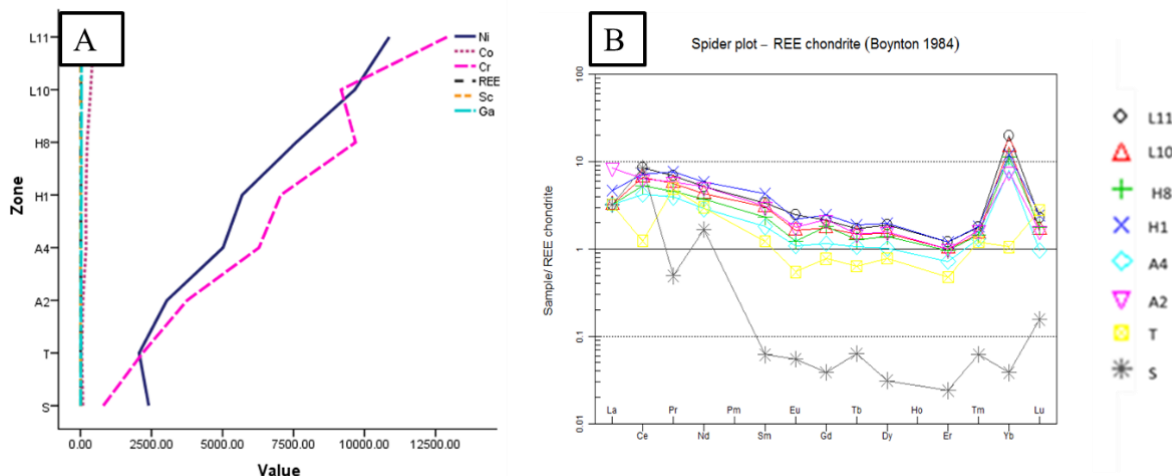 A
L11
L10
H8
H1
A4
A2
T
S
Zone
0.00 2500.00 5000.00 7500.00 10000.00 12500.00
Value
Ni
Co
Cr
REE
Sc
Ga
B
Spider plot – REE chondrite (Boynton 1984)
Sample/ REE chondrite
100
10
1
0.1
0.01
La Pr Pm Eu Tb Ho Tm Lu
Ce Nd Sm Gd Dy Er Yb
L11
L10
H8
H1
A4
A2
T
S